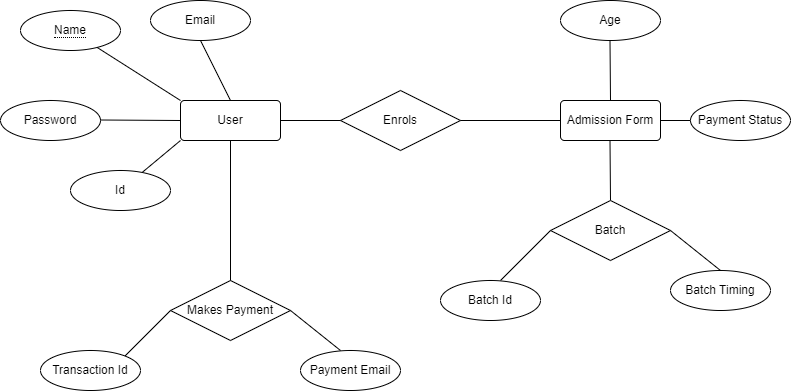 Email
Age
Name
Password
User
Enrols
Admission Form
Payment Status
Id
Batch
Batch Id
Batch Timing
Makes Payment
Transaction Id
Payment Email